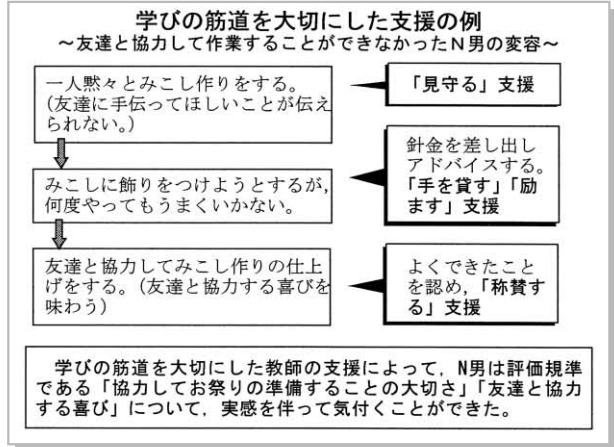 学びの筋道を大切にした支援の例
～友達と協力して作業することができなかったN男の変容～
一人黙々とみこし作りをする。
(友達に手伝ってほしいことが伝え
られない。)
「見守る」支援
みこしに飾りをつけようとするが，
何度やってもうまくいかない。
針金を差し出し
アドバイスする。
「手を貸す」「励
ます」支援
友達と協力してみこし作りの仕上
げをする。(友達と協力する喜びを
味わう)
よくできたこと
を認め，「称賛す
る」支援
学びの筋道を大切にした教師の支援によって，N男は評価規準
である「協力してお祭りの準備することの大切さ」「友達と協力
する喜び」について，実感を伴って気付くことができた。